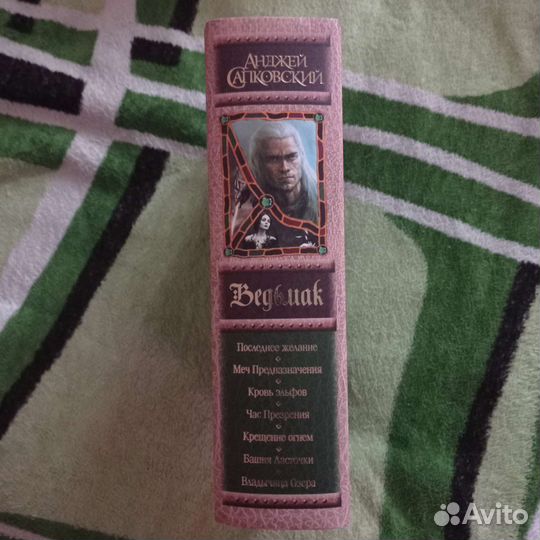 Анджей
Сапковский
Ведьмак
Последнее желание
Меч Предназначения
Кровь эльфов
Час Презрения
Крещение огнем
Башня Ласточки
Владычица Озера
Avito